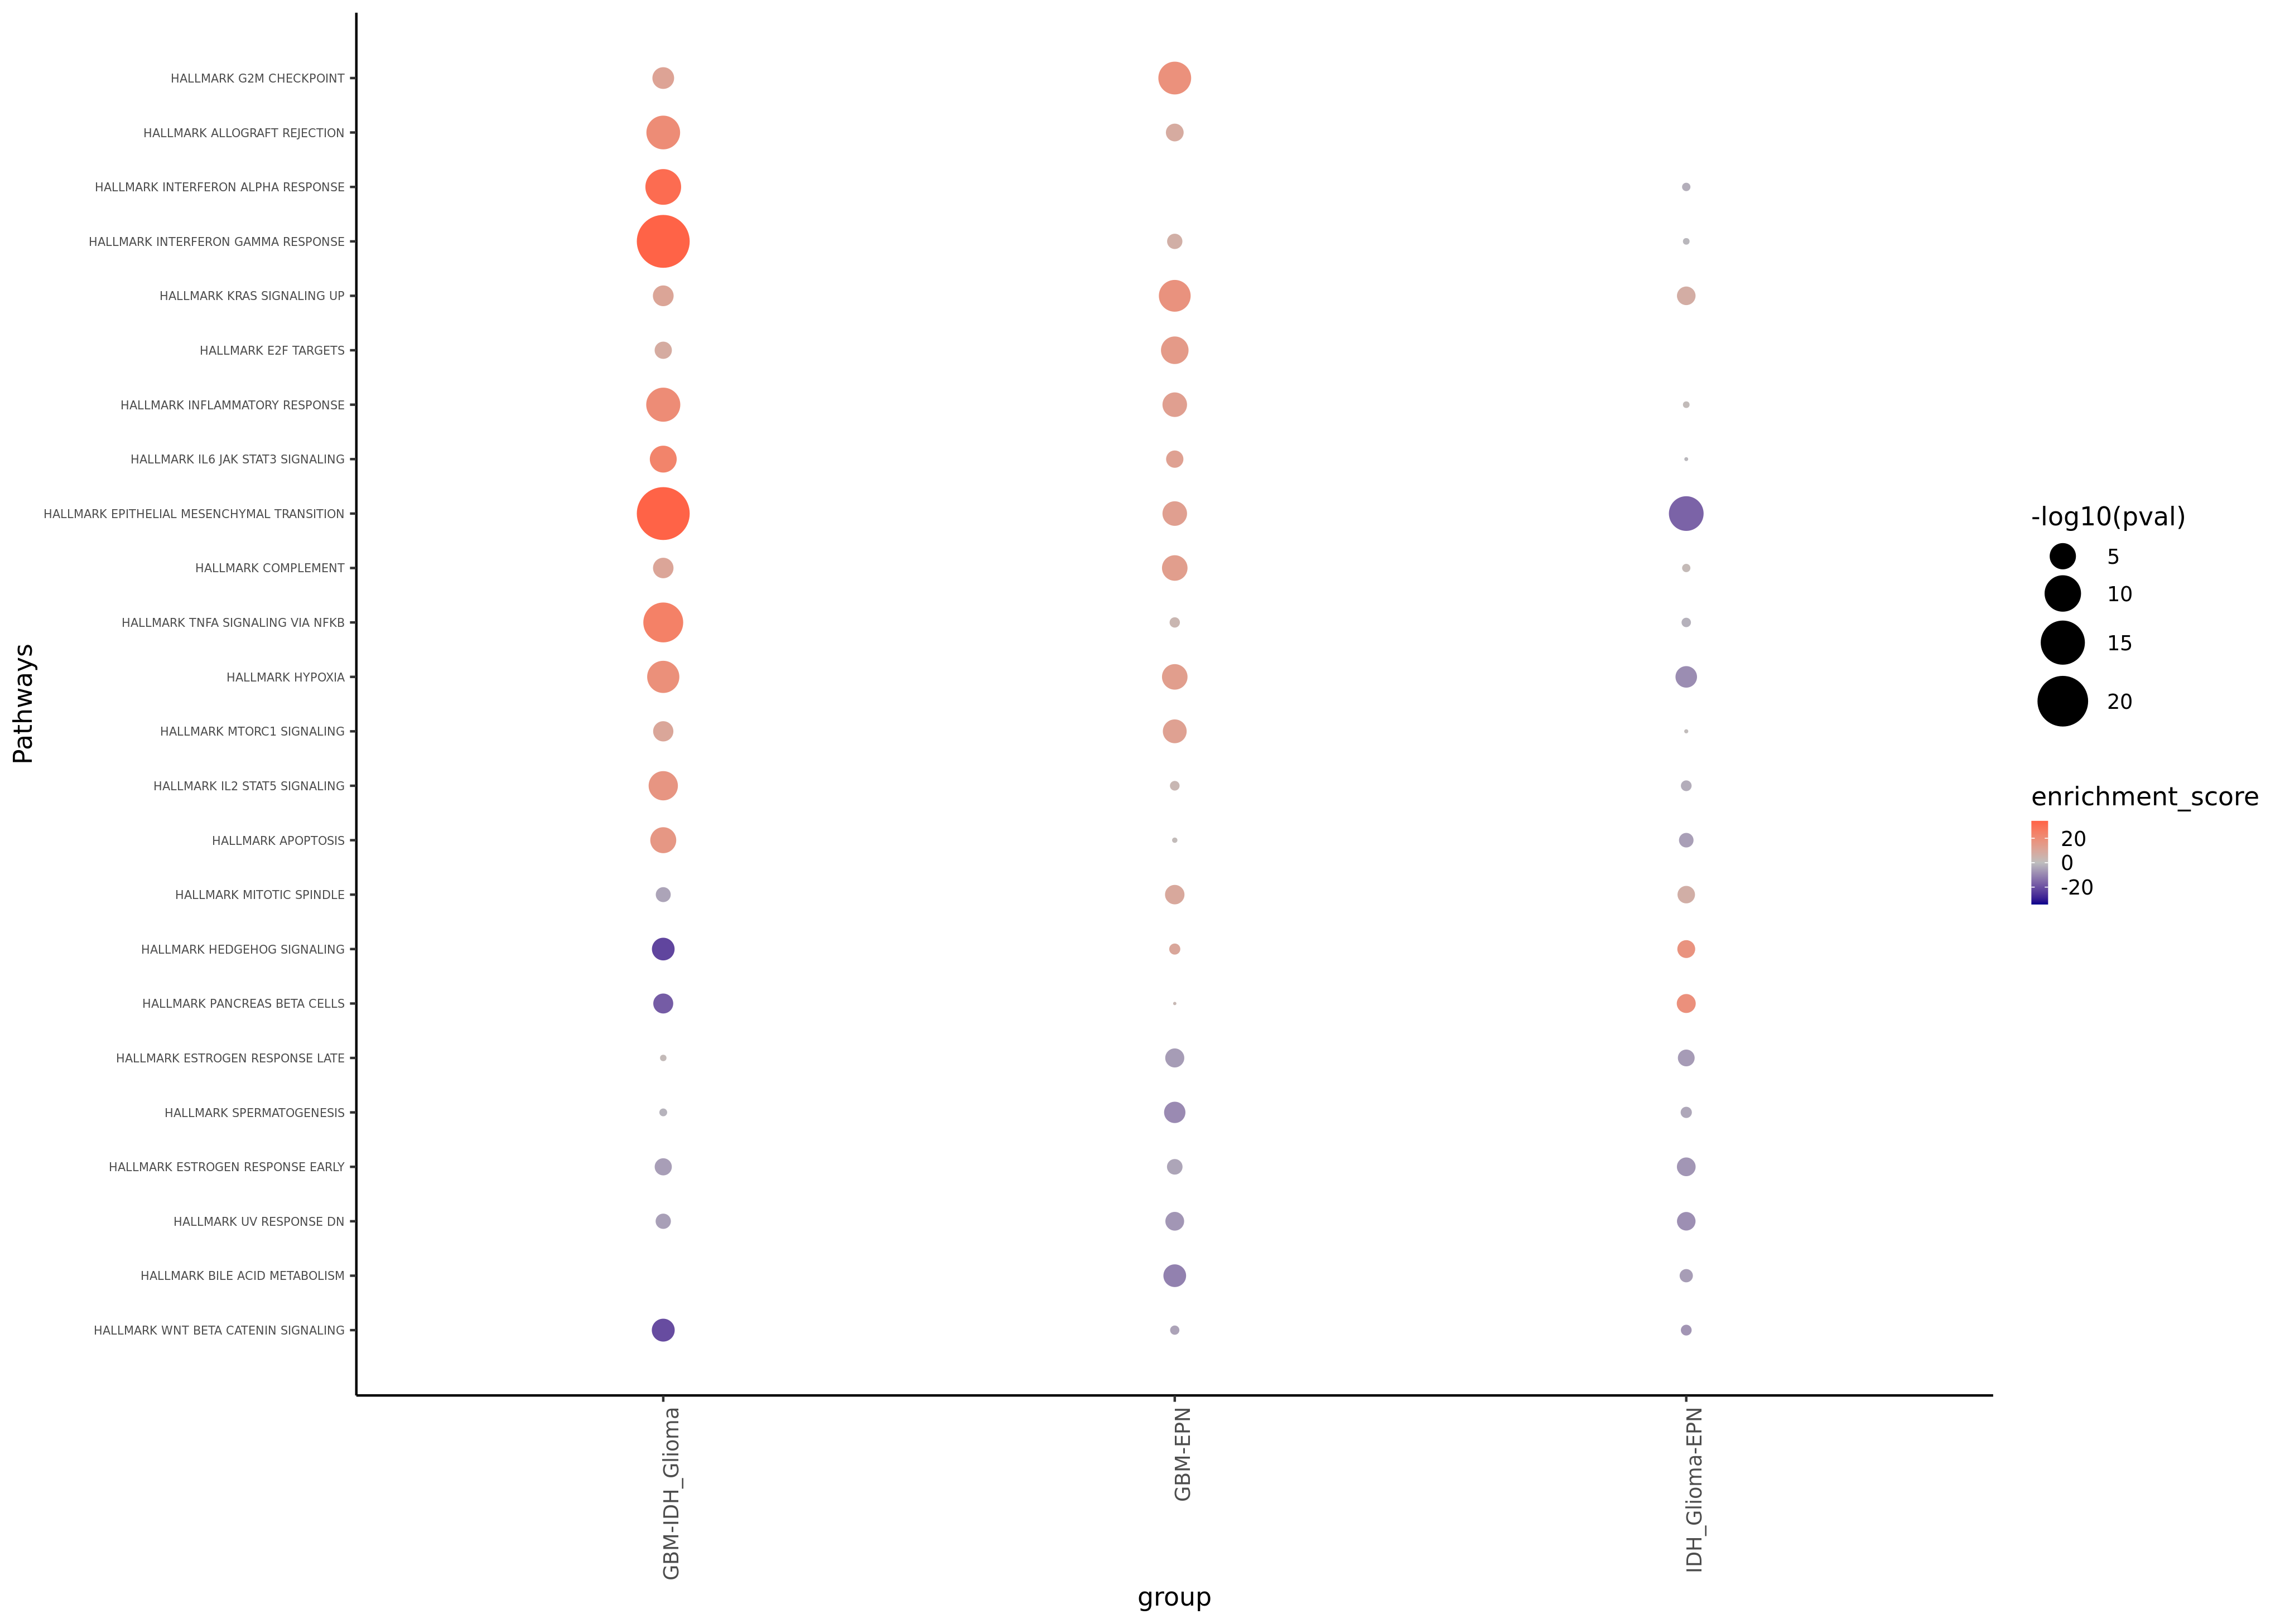 HALLMARK G2M CHECKPOINT
HALLMARK ALLOGRAFT REJECTION
HALLMARK INTERFERON ALPHA RESPONSE
HALLMARK INTERFERON GAMMA RESPONSE
HALLMARK KRAS SIGNALING UP
HALLMARK E2F TARGETS
HALLMARK INFLAMMATORY RESPONSE
HALLMARK IL6 JAK STAT3 SIGNALING
HALLMARK EPITHELIAL MESENCHYMAL TRANSITION
HALLMARK COMPLEMENT
HALLMARK TNFA SIGNALING VIA NFKB
HALLMARK HYPOXIA
HALLMARK MTORC1 SIGNALING
HALLMARK IL2 STAT5 SIGNALING
HALLMARK APOPTOSIS
HALLMARK MITOTIC SPINDLE
HALLMARK HEDGEHOG SIGNALING
HALLMARK PANCREAS BETA CELLS
HALLMARK ESTROGEN RESPONSE LATE
HALLMARK SPERMATOGENESIS
HALLMARK ESTROGEN RESPONSE EARLY
HALLMARK UV RESPONSE DN
HALLMARK BILE ACID METABOLISM
HALLMARK WNT BETA CATENIN SIGNALING
Pathways
GBM-IDH_Glioma
GBM-EPN
IDH_Glioma-EPN
group
-log10(pval)
5
10
15
20
enrichment_score
20
0
-20